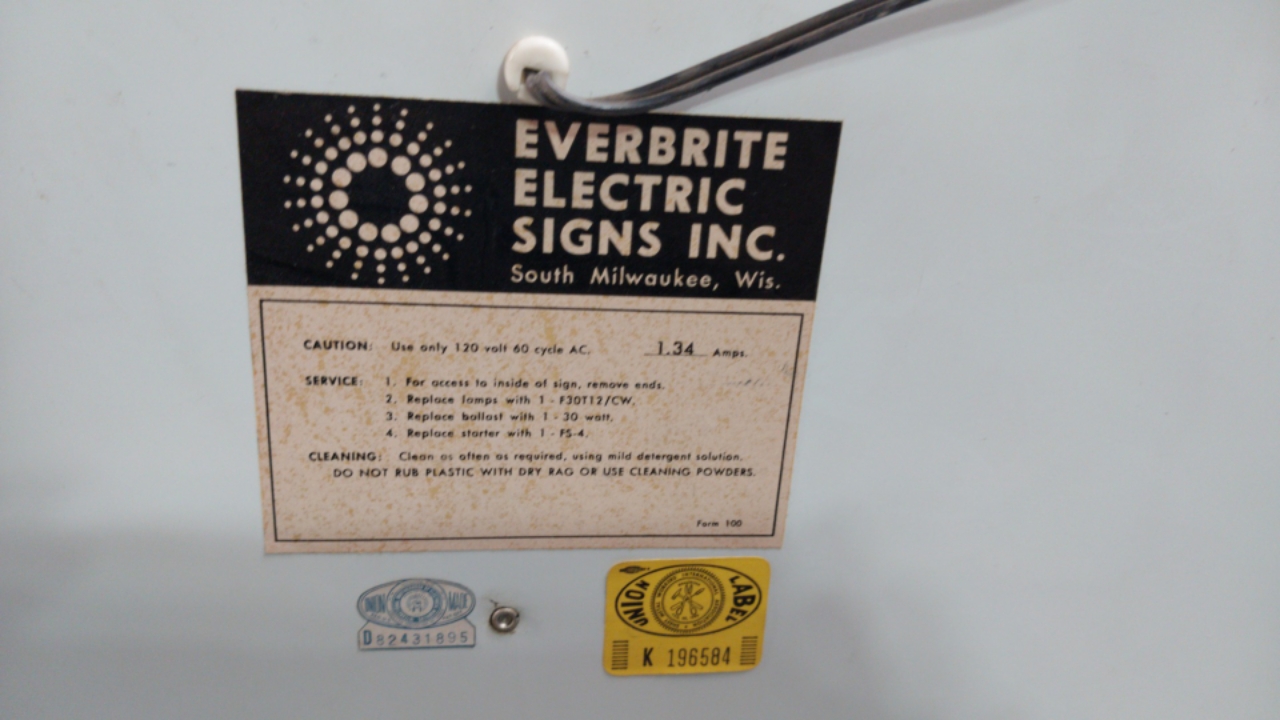 EVERBRITE
ELECTRIC
SIGNS INC.
South Milwaukee, Wis.
CAUTION: Use only 120 volt 60 cycle AC. 1.34 Amps.
SERVICE: 1. For access to inside of sign, remove ends.
2. Replace lamps with 1 - F30T12/CW.
3. Replace ballast with 1 - 30 watt.
4. Replace starter with 1 - FS-4.
CLEANING: Clean as often as required, using mild detergent solution.
DO NOT RUB PLASTIC WITH DRY RAG OR USE CLEANING POWDERS.
Form 100
UNION MADE
D82431895
UNION LABEL
K 196584